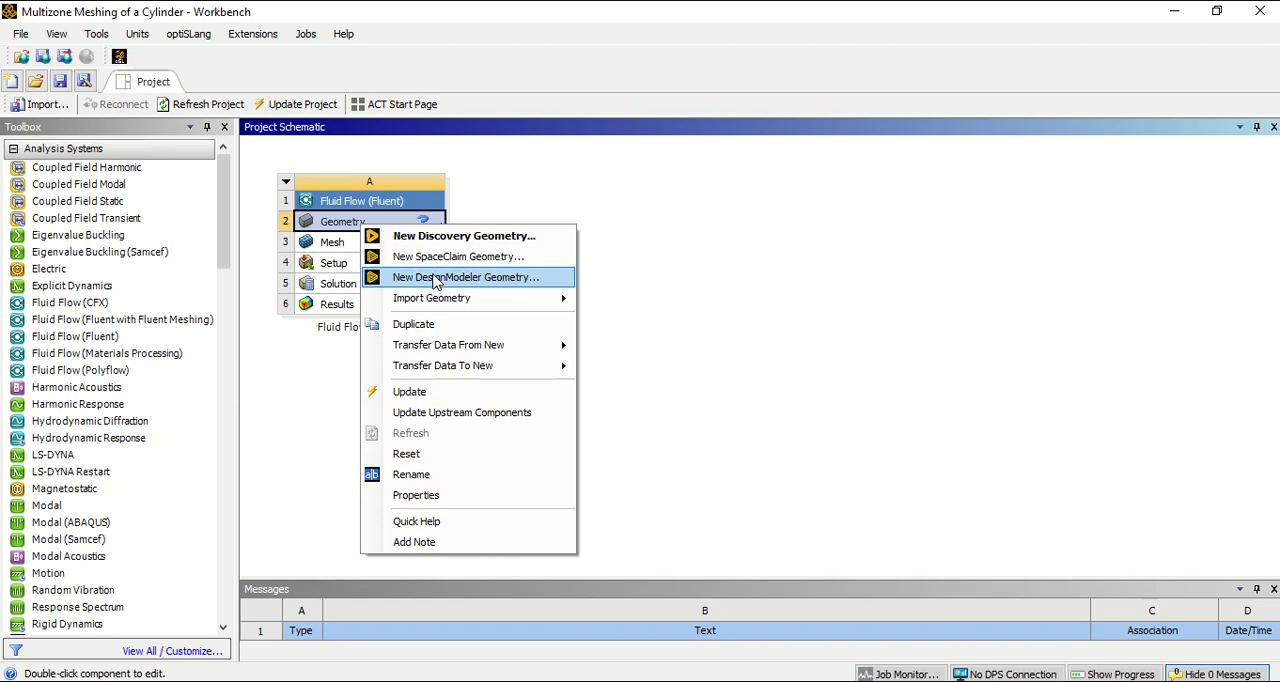 Multizone Meshing of a Cylinder - Workbench
File View Tools Units optiSLang Extensions Jobs Help
Project
Import... Reconnect Refresh Project Update Project ACT Start Page
Toolbox
Project Schematic
Analysis Systems
Coupled Field Harmonic
Coupled Field Modal
Coupled Field Static
Coupled Field Transient
Eigenvalue Buckling
Eigenvalue Buckling (Samcef)
Electric
Explicit Dynamics
Fluid Flow (CFX)
Fluid Flow (Fluent with Fluent Meshing)
Fluid Flow (Fluent)
Fluid Flow (Materials Processing)
Fluid Flow (Polyflow)
Harmonic Acoustics
Harmonic Response
Hydrodynamic Diffraction
Hydrodynamic Response
LS-DYNA
LS-DYNA Restart
Magnetostatic
Modal
Modal (ABAQUS)
Modal (Samcef)
Modal Acoustics
Motion
Random Vibration
Response Spectrum
Rigid Dynamics
View All / Customize...
A
1 Fluid Flow (Fluent)
2 Geometry
3 Mesh
4 Setup
5 Solution
6 Results
Fluid Flo
New Discovery Geometry...
New SpaceClaim Geometry...
New DesignModeler Geometry...
Import Geometry
Duplicate
Transfer Data From New
Transfer Data To New
Update
Update Upstream Components
Refresh
Reset
a|b Rename
Properties
Quick Help
Add Note
Messages
A B C D
1 Type Text Association Date/Time
Double-click component to edit.
Job Monitor... No DPS Connection Show Progress Hide 0 Messages